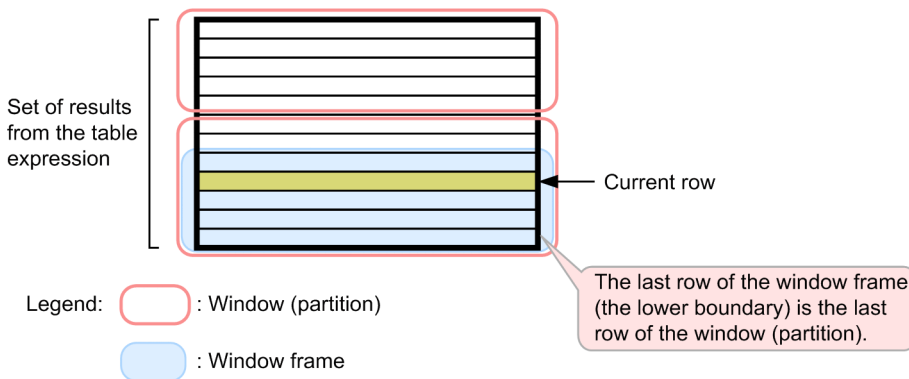 Set of results
from the table
expression
Current row
The last row of the window frame
(the lower boundary) is the last
row of the window (partition).
Legend:
: Window (partition)
: Window frame